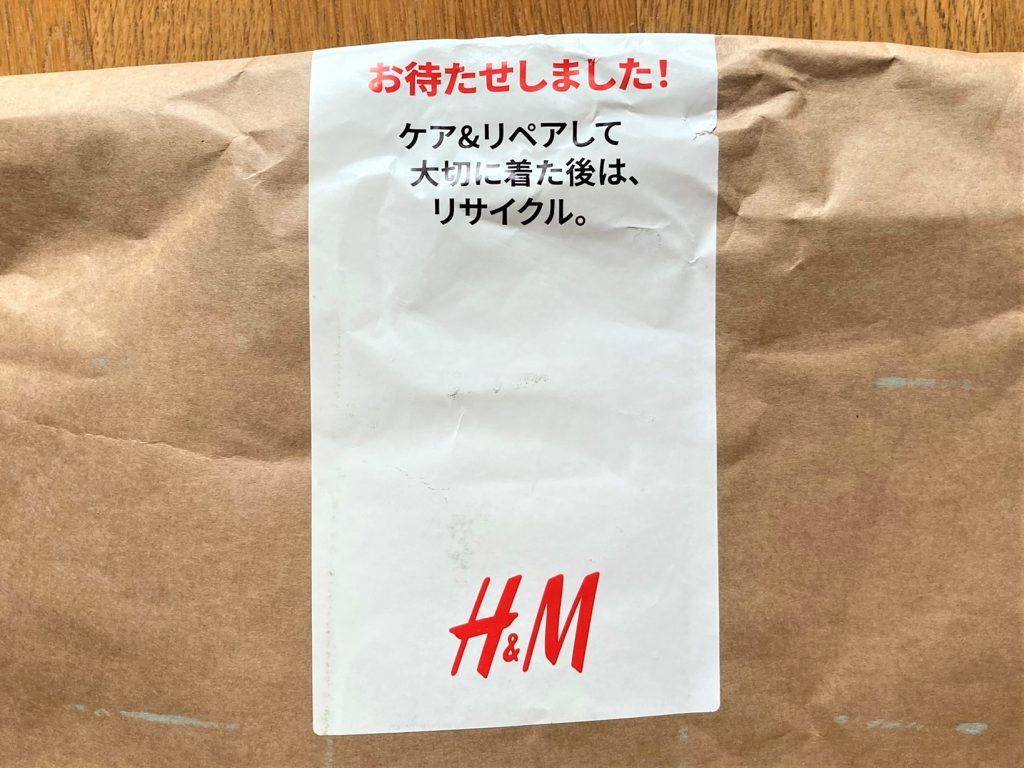 お待たせしました!
ケア&リペアして
大切に着た後は、
リサイクル。
H&M